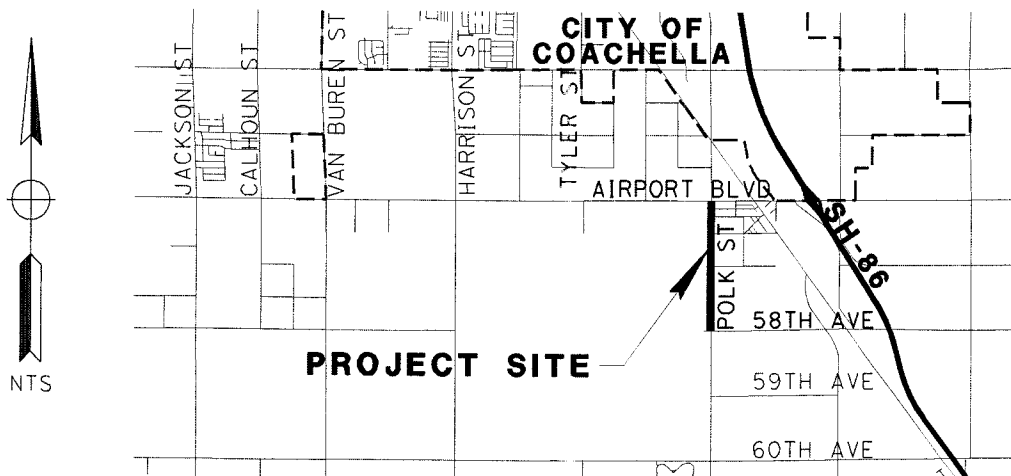 CITY OF
COACHELLA
JACKSON ST
CALHOUN ST
VAN BUREN ST
HARRISON ST
TYLER ST
AIRPORT BLVD
SH-86
POLK ST
58TH AVE
PROJECT SITE
59TH AVE
60TH AVE
NTS